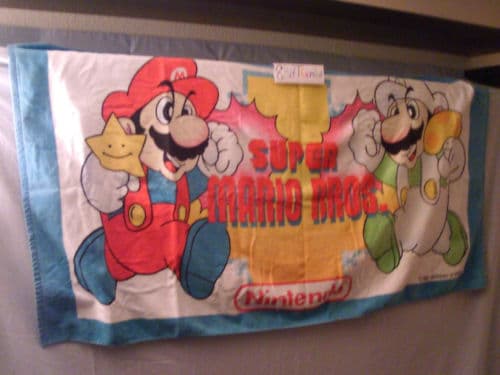 M
SUPER
MARIO BROS.
Nintendo